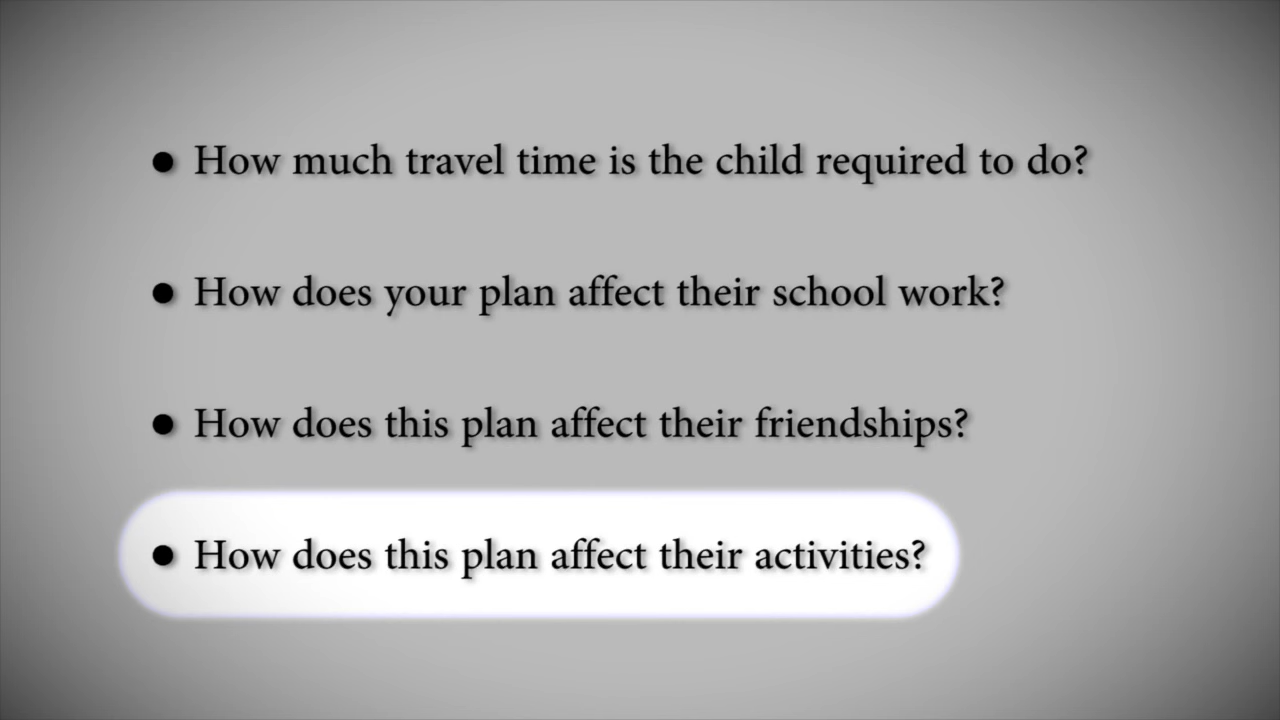 • How much travel time is the child required to do?
• How does your plan affect their school work?
• How does this plan affect their friendships?
• How does this plan affect their activities?